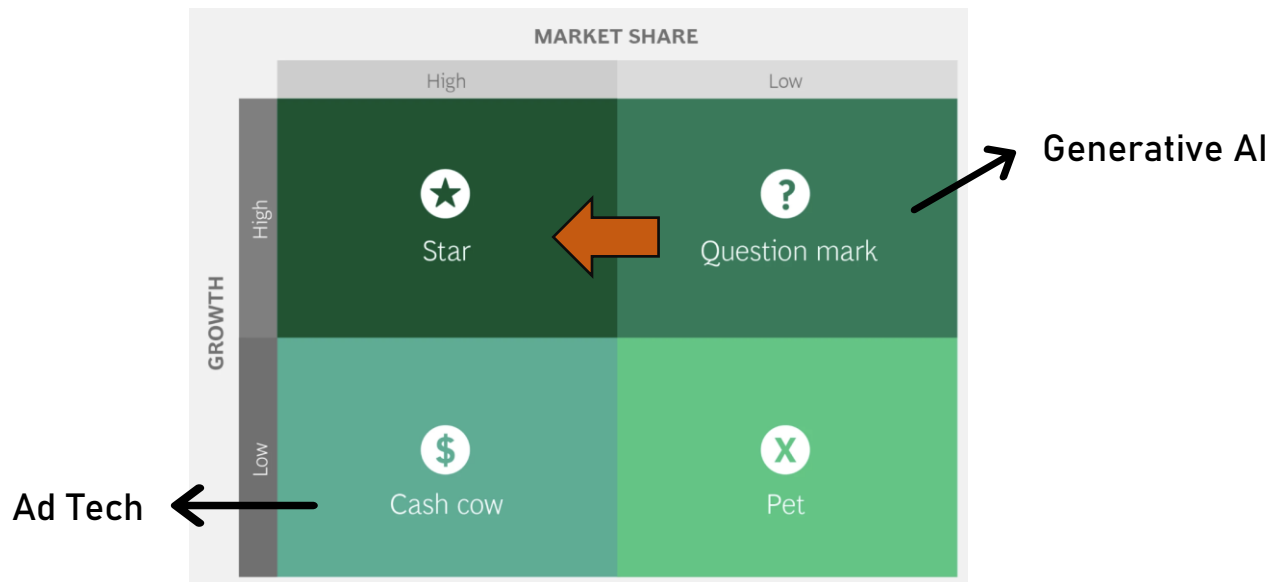 MARKET SHARE
High
Low
GROWTH
High
Star
?
Question mark
Generative AI
Low
$
Cash cow
X
Pet
Ad Tech